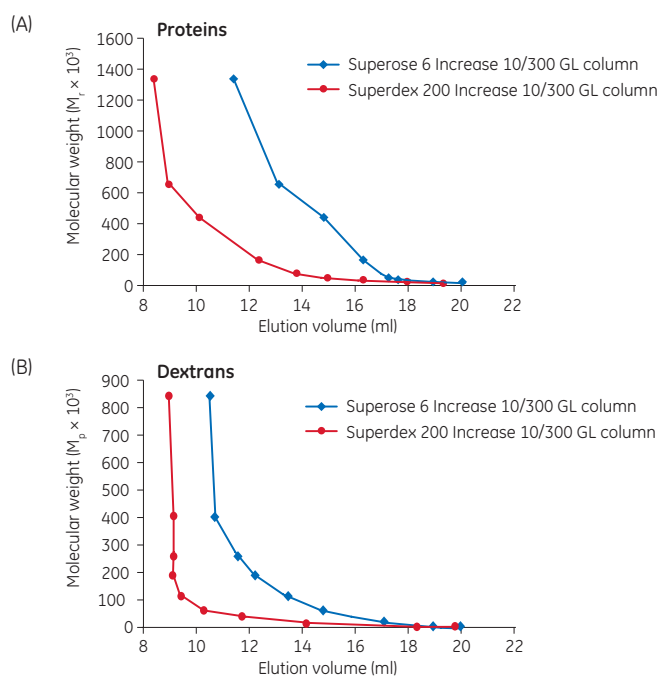 (A)
Proteins
Molecular weight (Mᵣ × 10³)
1600
1400
1200
1000
800
600
400
200
0
8 10 12 14 16 18 20 22
Elution volume (ml)
Superose 6 Increase 10/300 GL column
Superdex 200 Increase 10/300 GL column
(B)
Dextrans
Molecular weight (Mₚ × 10³)
900
800
700
600
500
400
300
200
100
0
8 10 12 14 16 18 20 22
Elution volume (ml)
Superose 6 Increase 10/300 GL column
Superdex 200 Increase 10/300 GL column